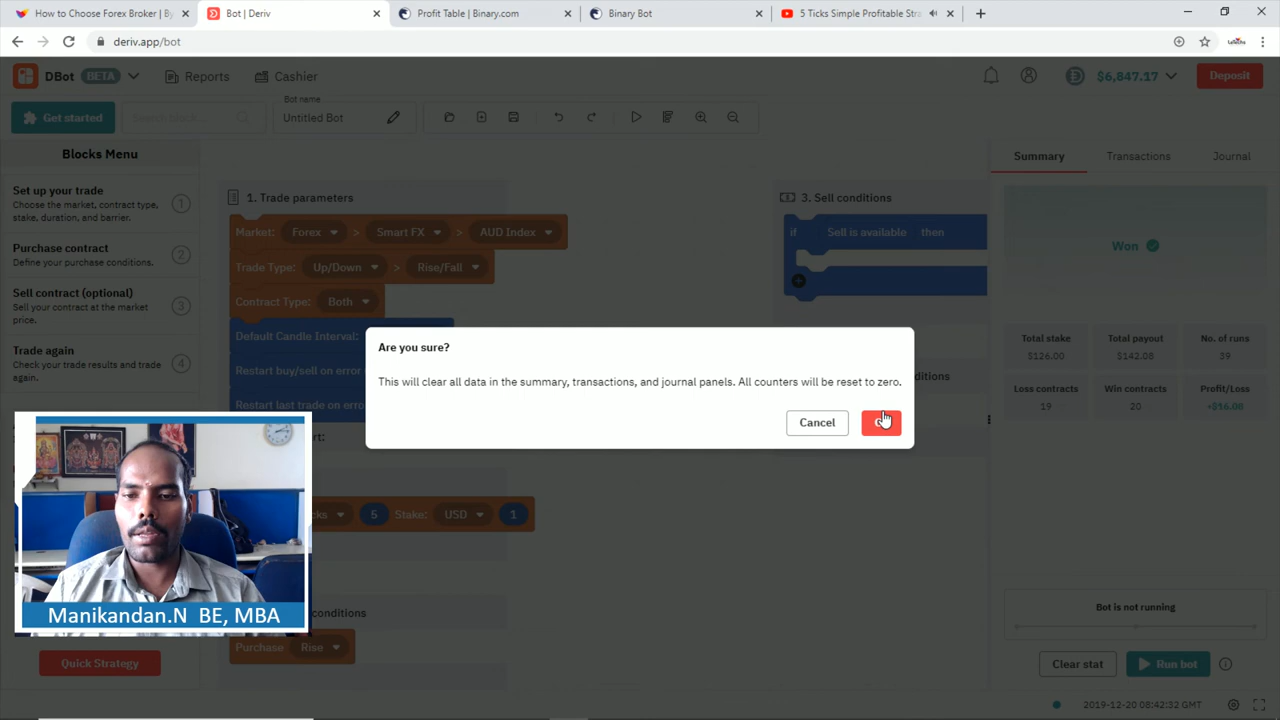 How to Choose Forex Broker | By
Bot | Deriv
Profit Table | Binary.com
Binary Bot
5 Ticks Simple Profitable Stra
deriv.app/bot
DBot BETA
Reports
Cashier
$6,847.17
Deposit
Get started
Search block...
Bot name
Untitled Bot
Blocks Menu
Set up your trade
Choose the market, contract type,
stake, duration, and barrier.
1
Purchase contract
Define your purchase conditions.
2
Sell contract (optional)
Sell your contract at the market
price.
3
Trade again
Check your trade results and trade
again.
4
Quick Strategy
1. Trade parameters
Market: Forex > Smart FX > AUD Index
Trade Type: Up/Down > Rise/Fall
Contract Type: Both
Default Candle Interval:
Restart buy/sell on error
Restart last trade on error
5 Stake: USD 1
conditions
Purchase Rise
3. Sell conditions
if Sell is available then
conditions
Are you sure?
This will clear all data in the summary, transactions, and journal panels. All counters will be reset to zero.
Cancel
Summary
Transactions
Journal
Won
Total stake
$126.00
Total payout
$142.08
No. of runs
39
Loss contracts
19
Win contracts
20
Profit/Loss
+$16.08
Bot is not running
Clear stat
Run bot
2019-12-20 08:42:32 GMT
Manikandan.N BE, MBA